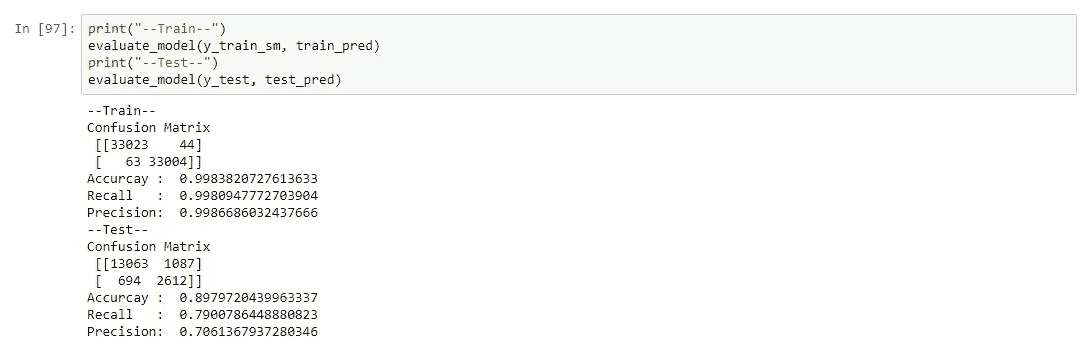 In [97]: print("--Train--")
evaluate_model(y_train_sm, train_pred)
print("--Test--")
evaluate_model(y_test, test_pred)
--Train--
Confusion Matrix
[[33023    44]
[   63 33004]]
Accurcay :  0.9983820727613633
Recall   :  0.9980947772703904
Precision:  0.9986686032437666
--Test--
Confusion Matrix
[[13063  1087]
[  694  2612]]
Accurcay :  0.8979720439963337
Recall   :  0.7900786448880823
Precision:  0.7061367937280346